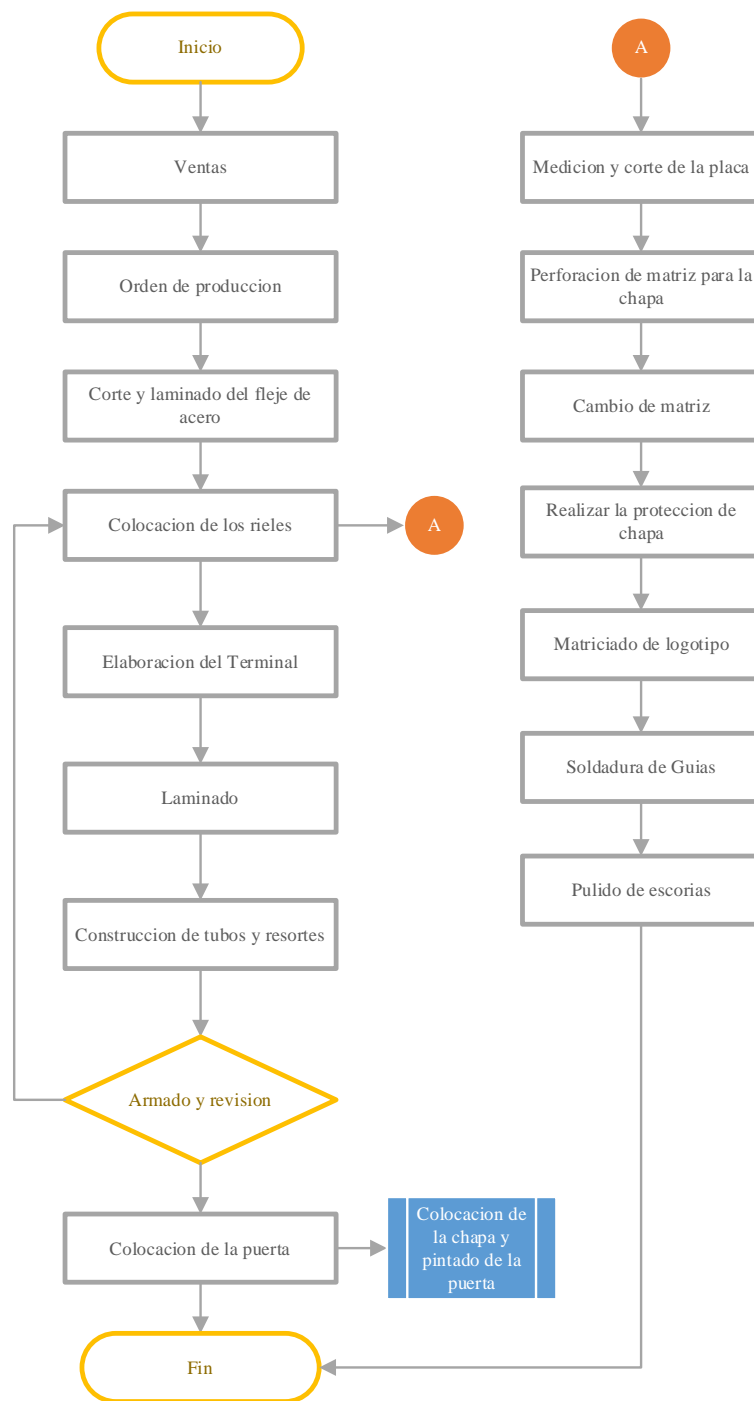 Inicio
Ventas
Orden de produccion
Corte y laminado del fleje de
acero
Colocacion de los rieles
A
Elaboracion del Terminal
Laminado
Construccion de tubos y resortes
Armado y revision
Colocacion de la puerta
Colocacion de
la chapa y
pintado de la
puerta
Fin
A
Medicion y corte de la placa
Perforacion de matriz para la
chapa
Cambio de matriz
Realizar la proteccion de
chapa
Matriciado de logotipo
Soldadura de Guias
Pulido de escorias